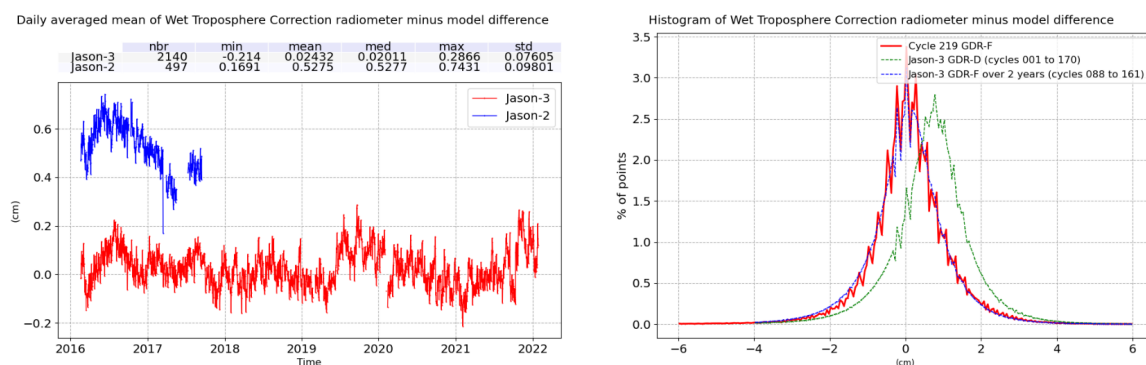 Daily averaged mean of Wet Troposphere Correction radiometer minus model difference
nbr min mean med max std
Jason-3 2140 -0.214 0.02432 0.02011 0.2866 0.07605
Jason-2 497 0.1691 0.5275 0.5277 0.7431 0.09801
Jason-3
Jason-2
0.6
0.4
0.2
0.0
−0.2
(cm)
2016 2017 2018 2019 2020 2021 2022
Time
Histogram of Wet Troposphere Correction radiometer minus model difference
Cycle 219 GDR-F
Jason-3 GDR-D (cycles 001 to 170)
Jason-3 GDR-F over 2 years (cycles 088 to 161)
3.5
3.0
2.5
2.0
1.5
1.0
0.5
0.0
% of points
−6 −4 −2 0 2 4 6
(cm)